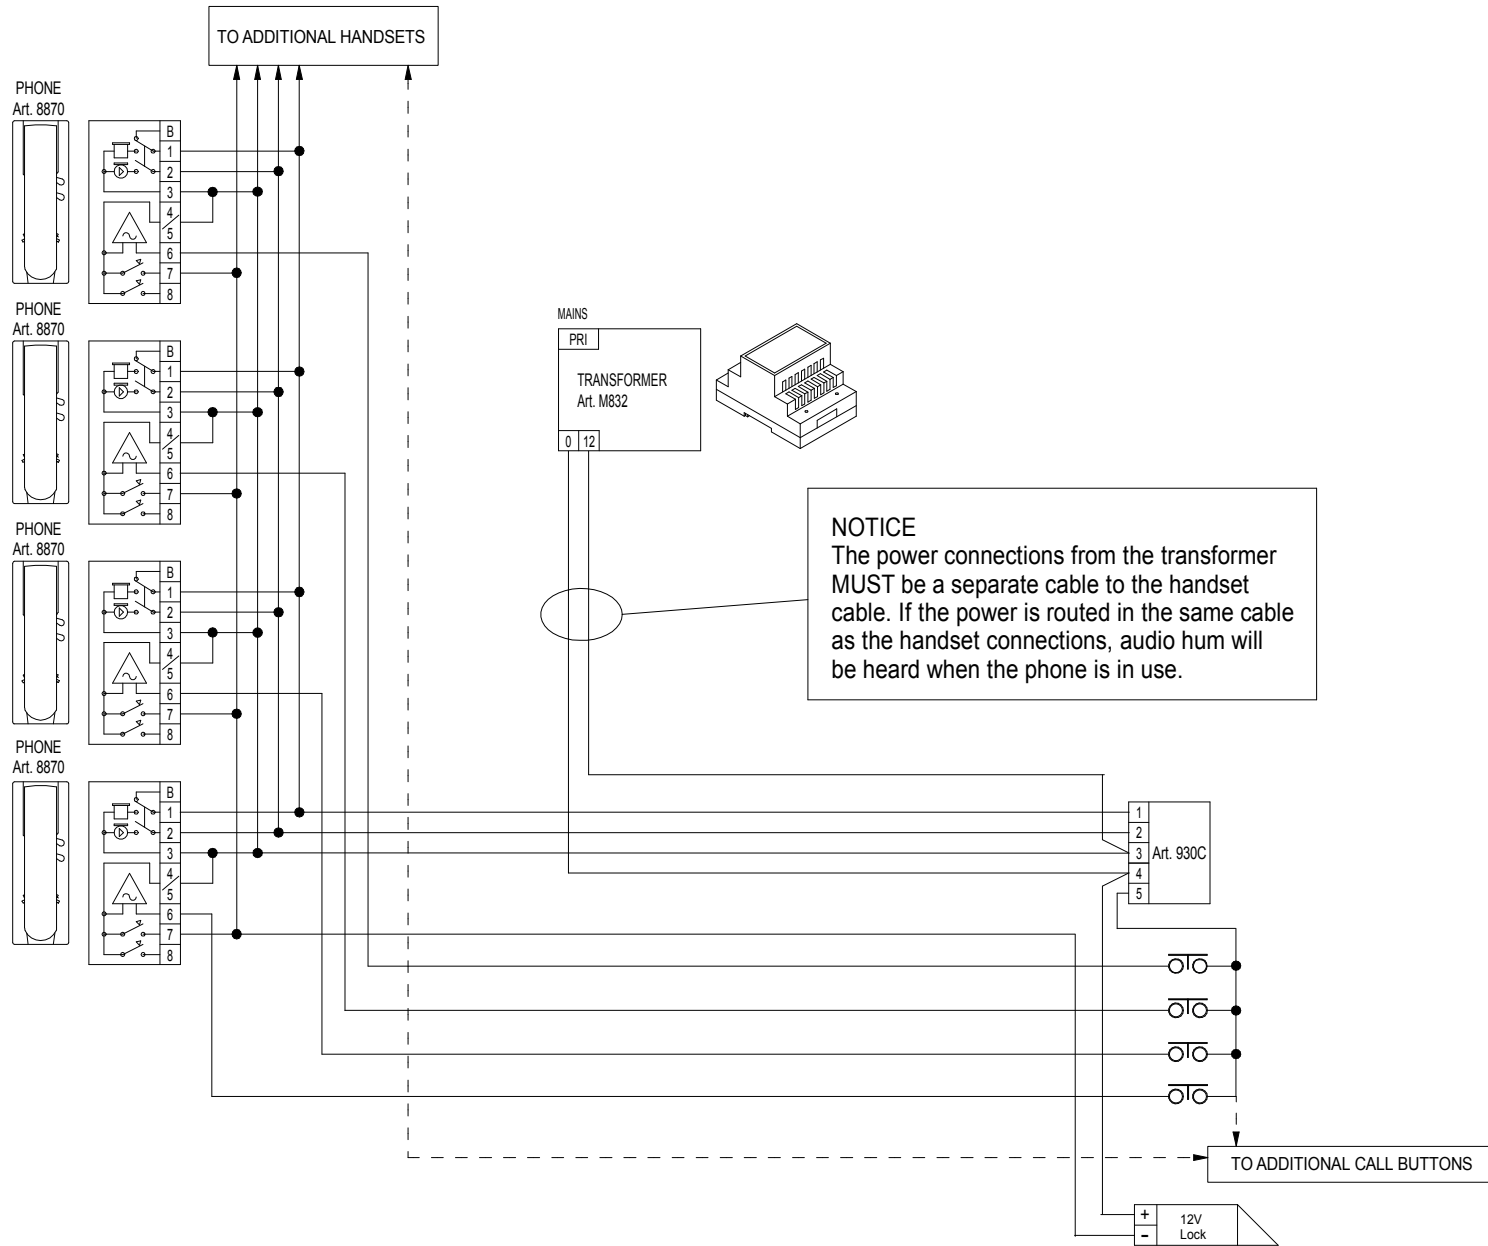 TO ADDITIONAL HANDSETS
PHONE
Art. 8870
B
1
2
3
4
5
6
7
8
PHONE
Art. 8870
B
1
2
3
4
5
6
7
8
PHONE
Art. 8870
B
1
2
3
4
5
6
7
8
PHONE
Art. 8870
B
1
2
3
4
5
6
7
8
MAINS
PRI
TRANSFORMER
Art. M832
0 12
NOTICE
The power connections from the transformer
MUST be a separate cable to the handset
cable. If the power is routed in the same cable
as the handset connections, audio hum will
be heard when the phone is in use.
1
2
3
4
5
Art. 930C
TO ADDITIONAL CALL BUTTONS
+
-
12V
Lock